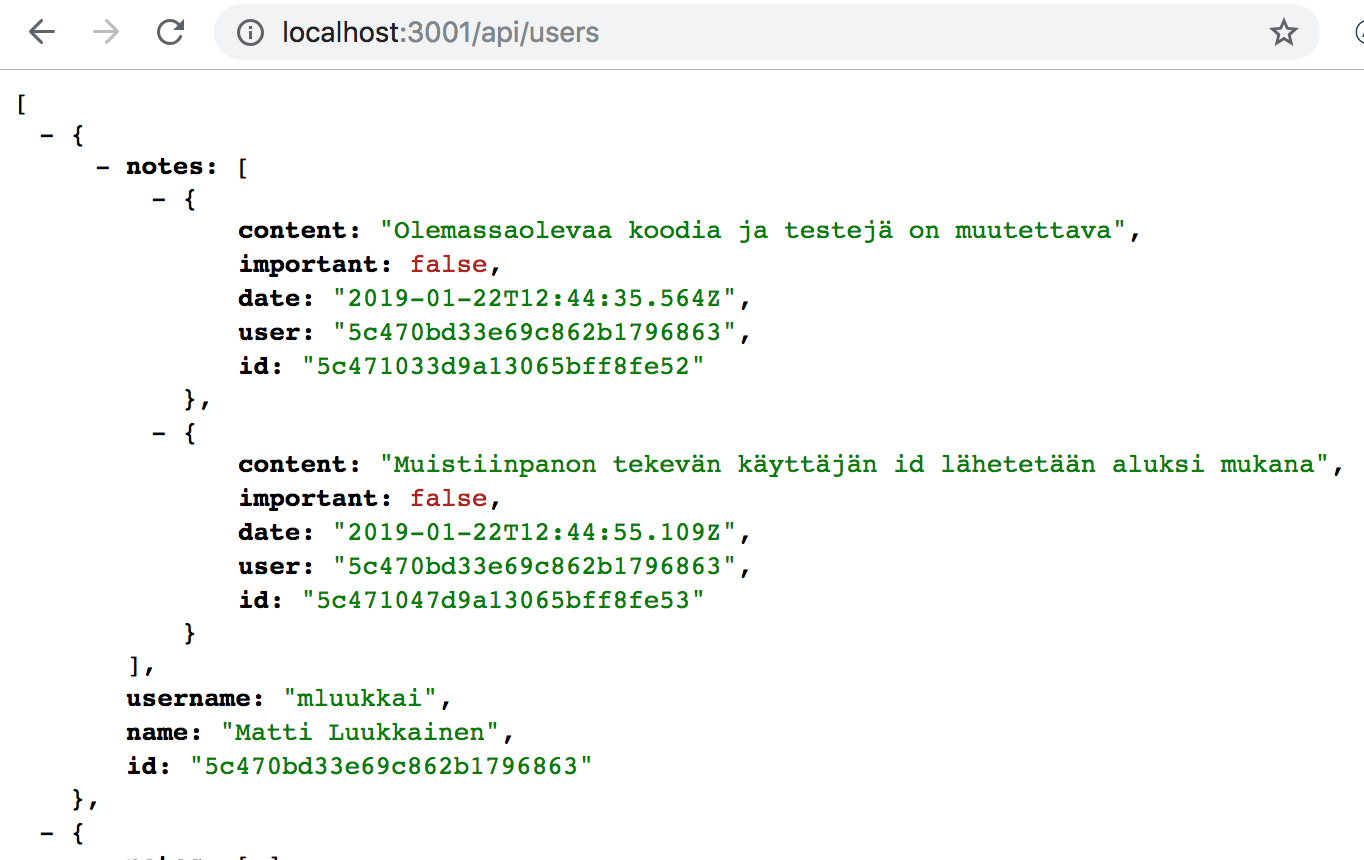 localhost:3001/api/users
[
- {
- notes: [
- {
content: "Olemassaolevaa koodia ja testejä on muutettava",
important: false,
date: "2019-01-22T12:44:35.564Z",
user: "5c470bd33e69c862b1796863",
id: "5c471033d9a13065bff8fe52"
},
- {
content: "Muistiinpanon tekevän käyttäjän id lähetetään aluksi mukana",
important: false,
date: "2019-01-22T12:44:55.109Z",
user: "5c470bd33e69c862b1796863",
id: "5c471047d9a13065bff8fe53"
}
],
username: "mluukkai",
name: "Matti Luukkainen",
id: "5c470bd33e69c862b1796863"
},
- {